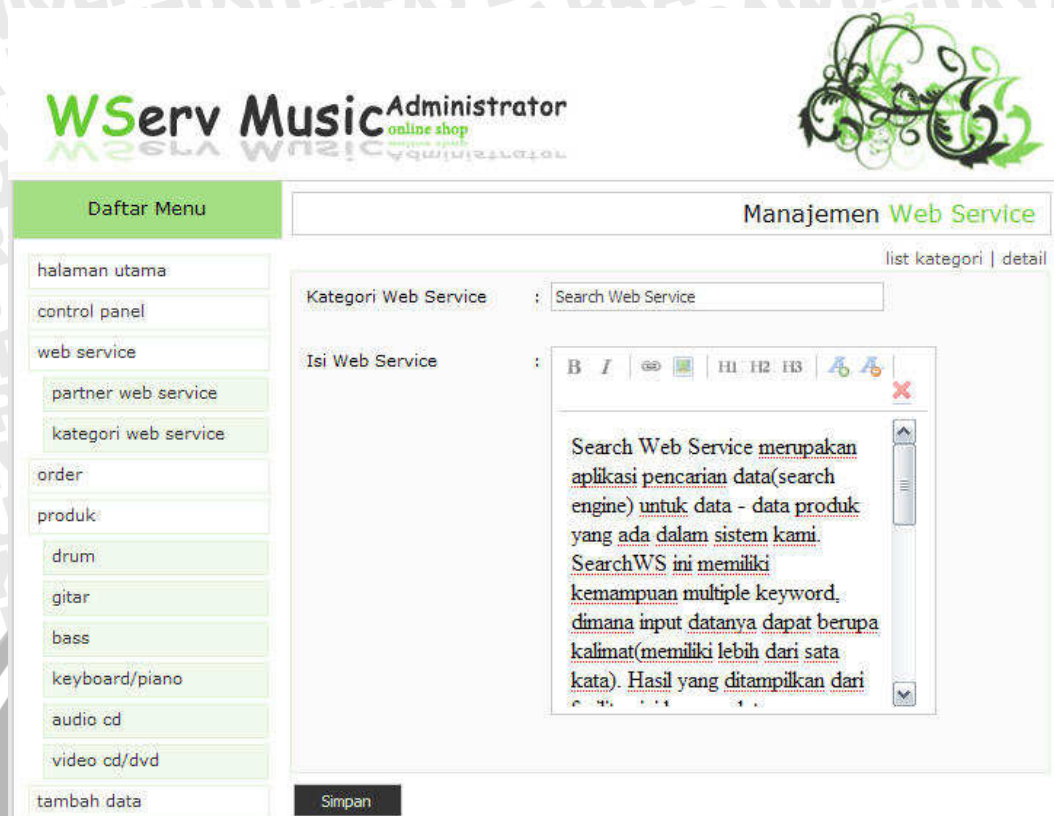 WServ Music Administrator
online shop
Daftar Menu
Manajemen Web Service
list kategori | detail
halaman utama
control panel
web service
partner web service
kategori web service
order
produk
drum
gitar
bass
keyboard/piano
audio cd
video cd/dvd
tambah data
Kategori Web Service : Search Web Service
Isi Web Service :
B I H1 H2 H3
Search Web Service merupakan
aplikasi pencarian data(search
engine) untuk data - data produk
yang ada dalam sistem kami.
SearchWS ini memiliki
kemampuan multiple keyword,
dimana input datanya dapat berupa
kalimat(memiliki lebih dari sata
kata). Hasil yang ditampilkan dari
Simpan